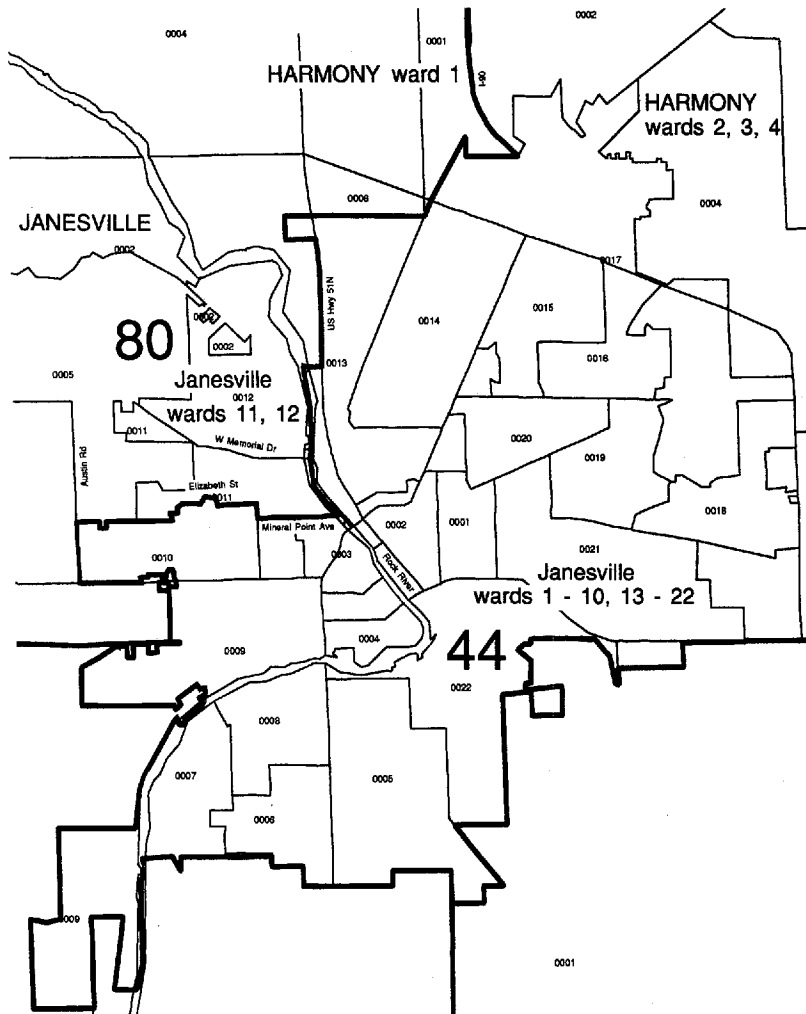 0002
0004
0001
HARMONY ward 1
I-90
HARMONY
wards 2, 3, 4
0006
0004
JANESVILLE
0002
0017
US Hwy 51N
0002
0014
0015
80
0002
0013
0016
0005
Janesville
0012
wards 11, 12
0011
W Memorial Dr
0020
Austin Rd
0019
Elizabeth St
0011
0018
Mineral Point Ave
0002
0001
0003
0010
0021
Rock River
Janesville
wards 1 - 10, 13 - 22
0004
0009
44
0022
0008
0007
0005
0006
0009
0001